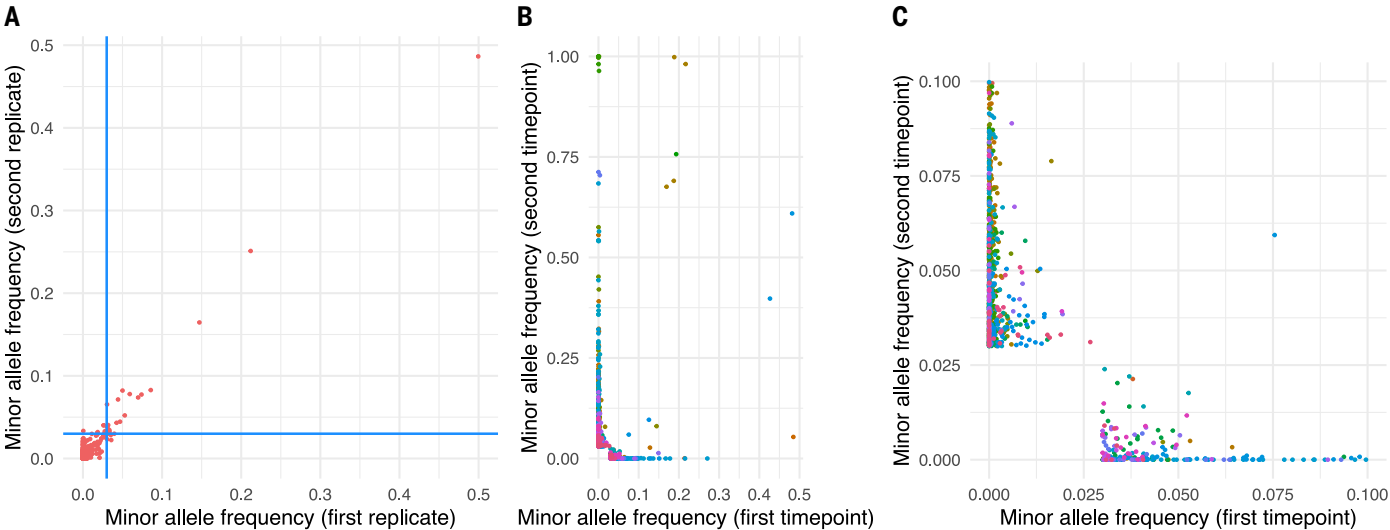 A
Minor allele frequency (second replicate)
0.5
0.4
0.3
0.2
0.1
0.0
0.0 0.1 0.2 0.3 0.4 0.5
Minor allele frequency (first replicate)
B
Minor allele frequency (second timepoint)
1.00
0.75
0.50
0.25
0.00
0.0 0.1 0.2 0.3 0.4 0.5
Minor allele frequency (first timepoint)
C
Minor allele frequency (second timepoint)
0.100
0.075
0.050
0.025
0.000
0.000 0.025 0.050 0.075 0.100
Minor allele frequency (first timepoint)